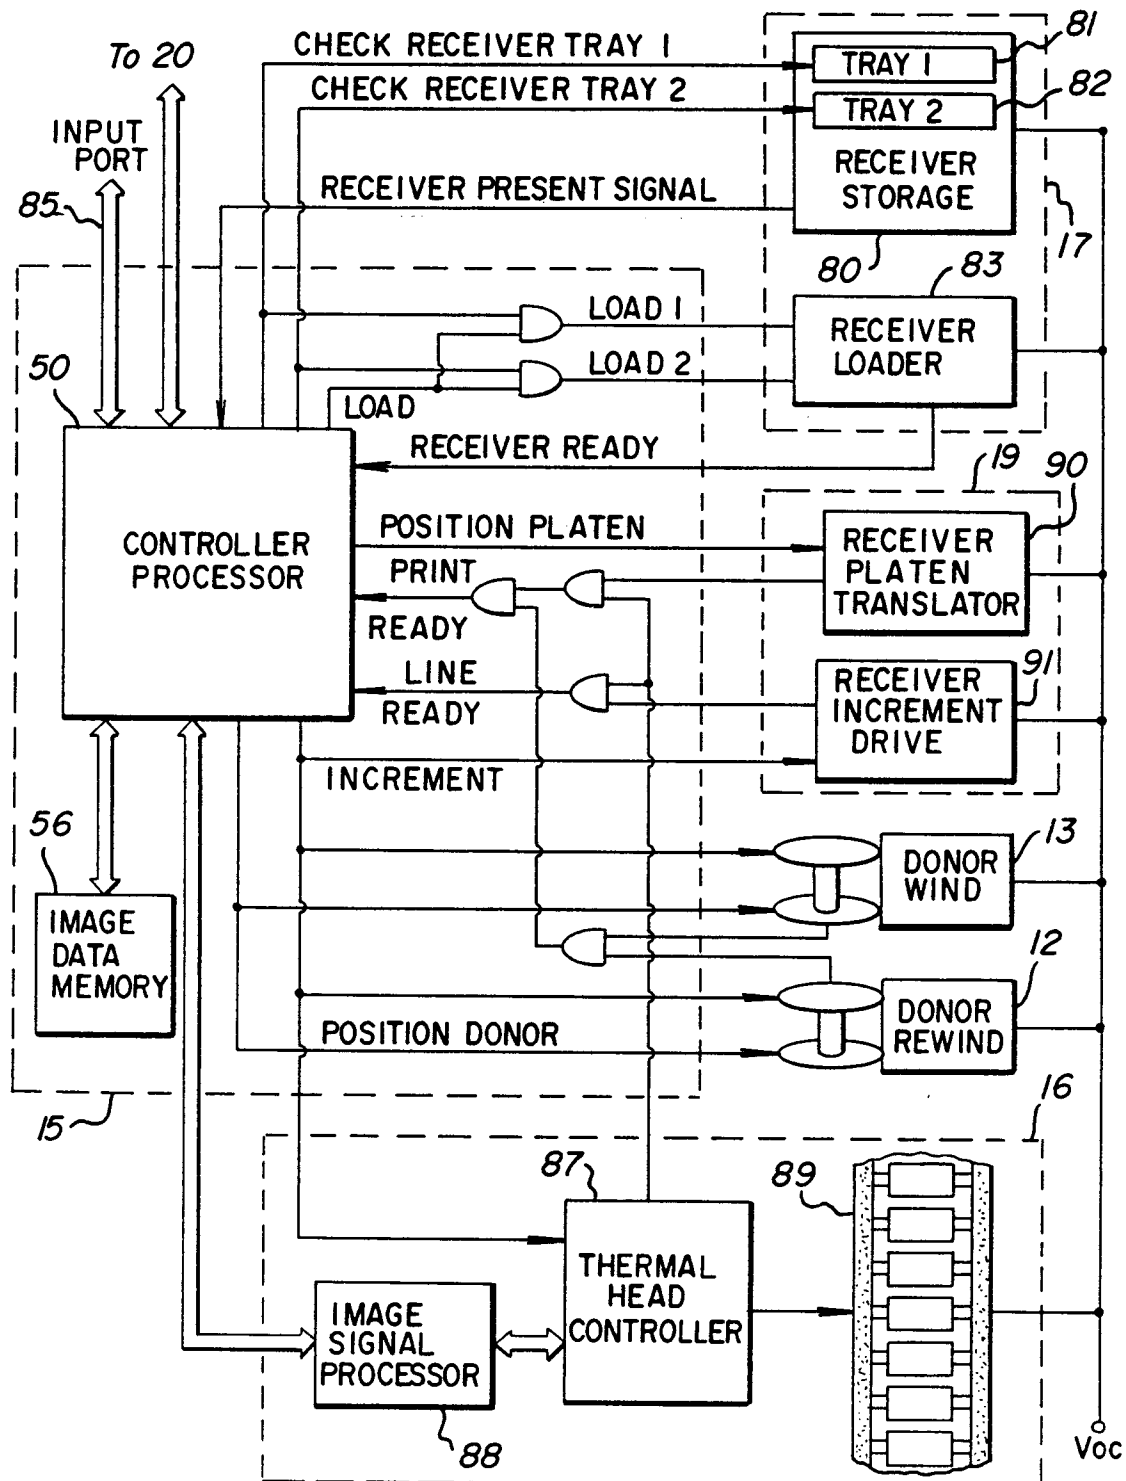 To 20
INPUT
PORT
85
CHECK RECEIVER TRAY 1
CHECK RECEIVER TRAY 2
RECEIVER PRESENT SIGNAL
TRAY 1
TRAY 2
RECEIVER
STORAGE
81
82
17
80
83
LOAD 1
LOAD 2
LOAD
RECEIVER
LOADER
50
RECEIVER READY
19
90
CONTROLLER
PROCESSOR
POSITION PLATEN
PRINT
READY
RECEIVER
PLATEN
TRANSLATOR
LINE
READY
RECEIVER
INCREMENT
DRIVE
91
INCREMENT
56
IMAGE
DATA
MEMORY
DONOR
WIND
13
12
DONOR
REWIND
POSITION DONOR
15
16
87
89
THERMAL
HEAD
CONTROLLER
IMAGE
SIGNAL
PROCESSOR
88
Voc